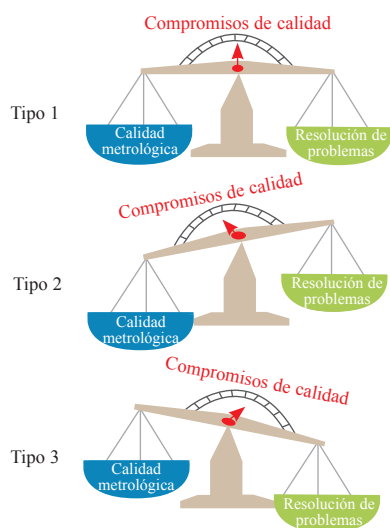 Compromisos de calidad
Tipo 1
Calidad
metrológica
Resolución de
problemas
Compromisos de calidad
Tipo 2
Calidad
metrológica
Resolución de
problemas
Compromisos de calidad
Tipo 3
Calidad
metrológica
Resolución de
problemas